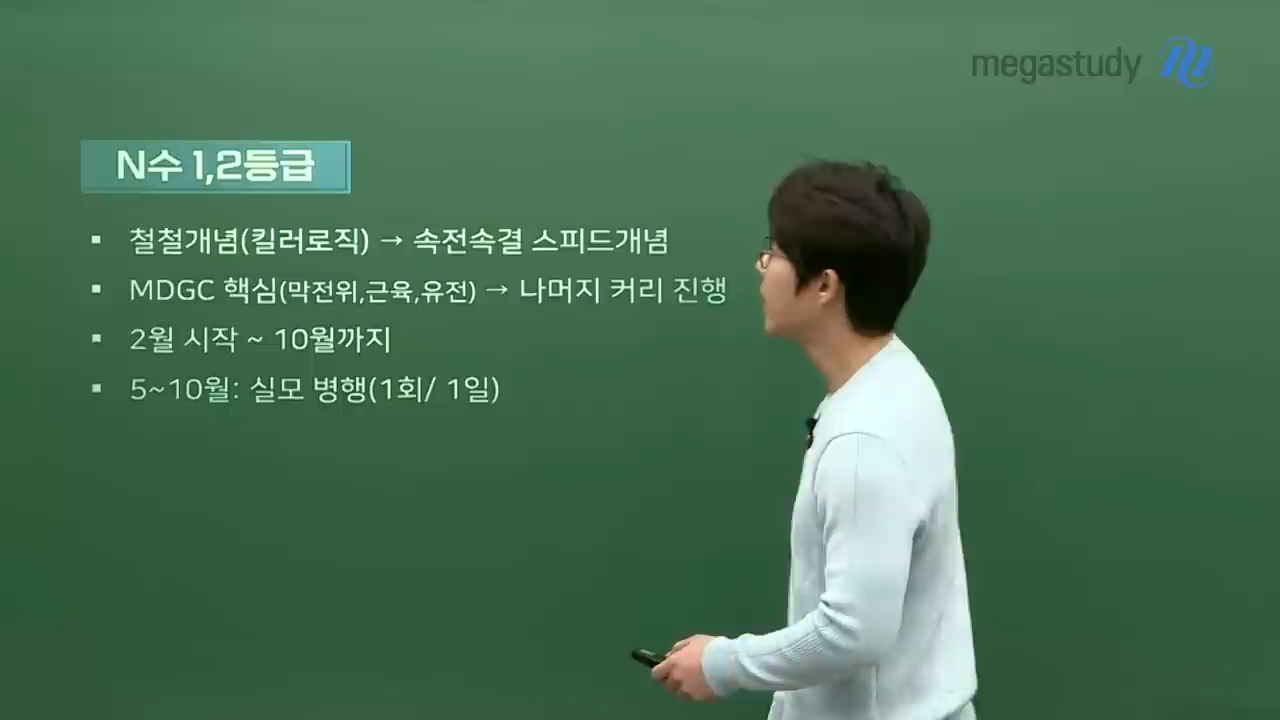 megastudy
N수 1,2등급
▪ 철철개념(킬러로직) → 속전속결 스피드개념
▪ MDGC 핵심(막전위,근육,유전) → 나머지 커리 진행
▪ 2월 시작 ~ 10월까지
▪ 5~10월: 실모 병행(1회/ 1일)